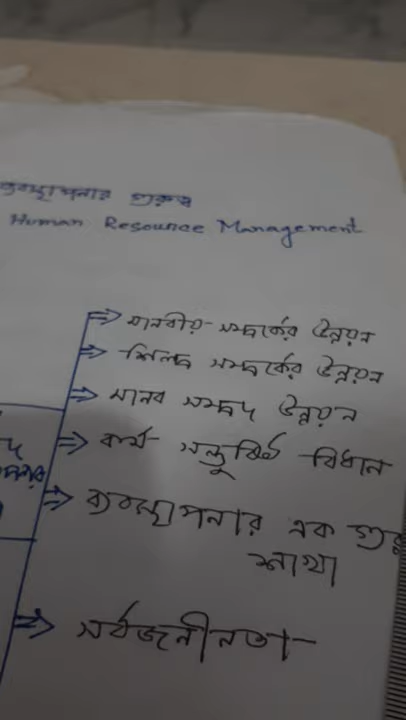 ব্যবস্থাপনার গুরুত্ব
Human Resource Management
মানবীয় সম্পর্কের উন্নয়ন
শিল্প সম্পর্কের উন্নয়ন
মানব সম্পদ উন্নয়ন
কার্য সন্তুষ্টি বিধান
ব্যবস্থাপনার এক
শাখা
সর্বজনীনতা